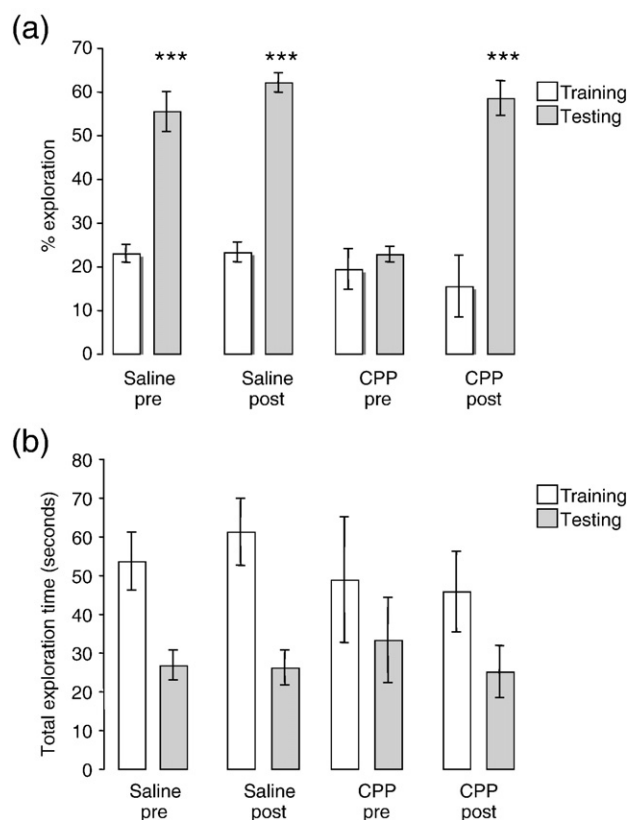 (a)
70
60
50
40
30
20
10
0
% exploration
*** *** ***
Training
Testing
Saline pre
Saline post
CPP pre
CPP post
(b)
80
70
60
50
40
30
20
10
0
Total exploration time (seconds)
Training
Testing
Saline pre
Saline post
CPP pre
CPP post